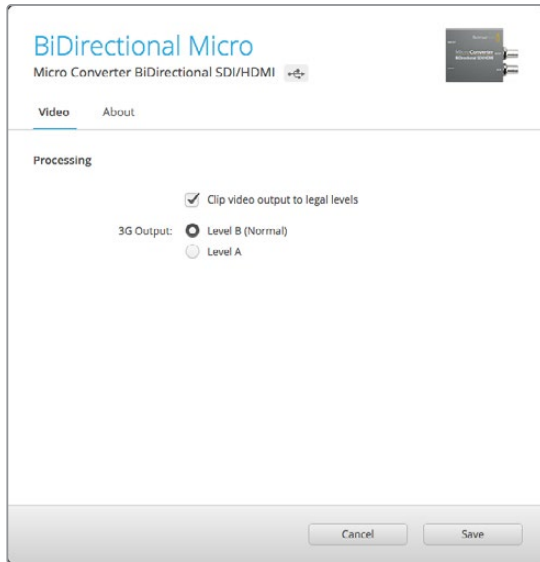 BiDirectional Micro
Micro Converter BiDirectional SDI/HDMI
Video About
Processing
Clip video output to legal levels
3G Output: Level B (Normal)
Level A
Cancel Save